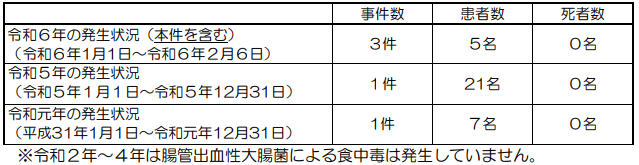 事件数 患者数 死者数
令和6年の発生状況（本件を含む）
（令和6年1月1日～令和6年2月6日） 3件 5名 0名
令和5年の発生状況
（令和5年1月1日～令和5年12月31日） 1件 21名 0名
令和元年の発生状況
（平成31年1月1日～令和元年12月31日） 1件 7名 0名
※令和2年～4年は腸管出血性大腸菌による食中毒は発生していません。